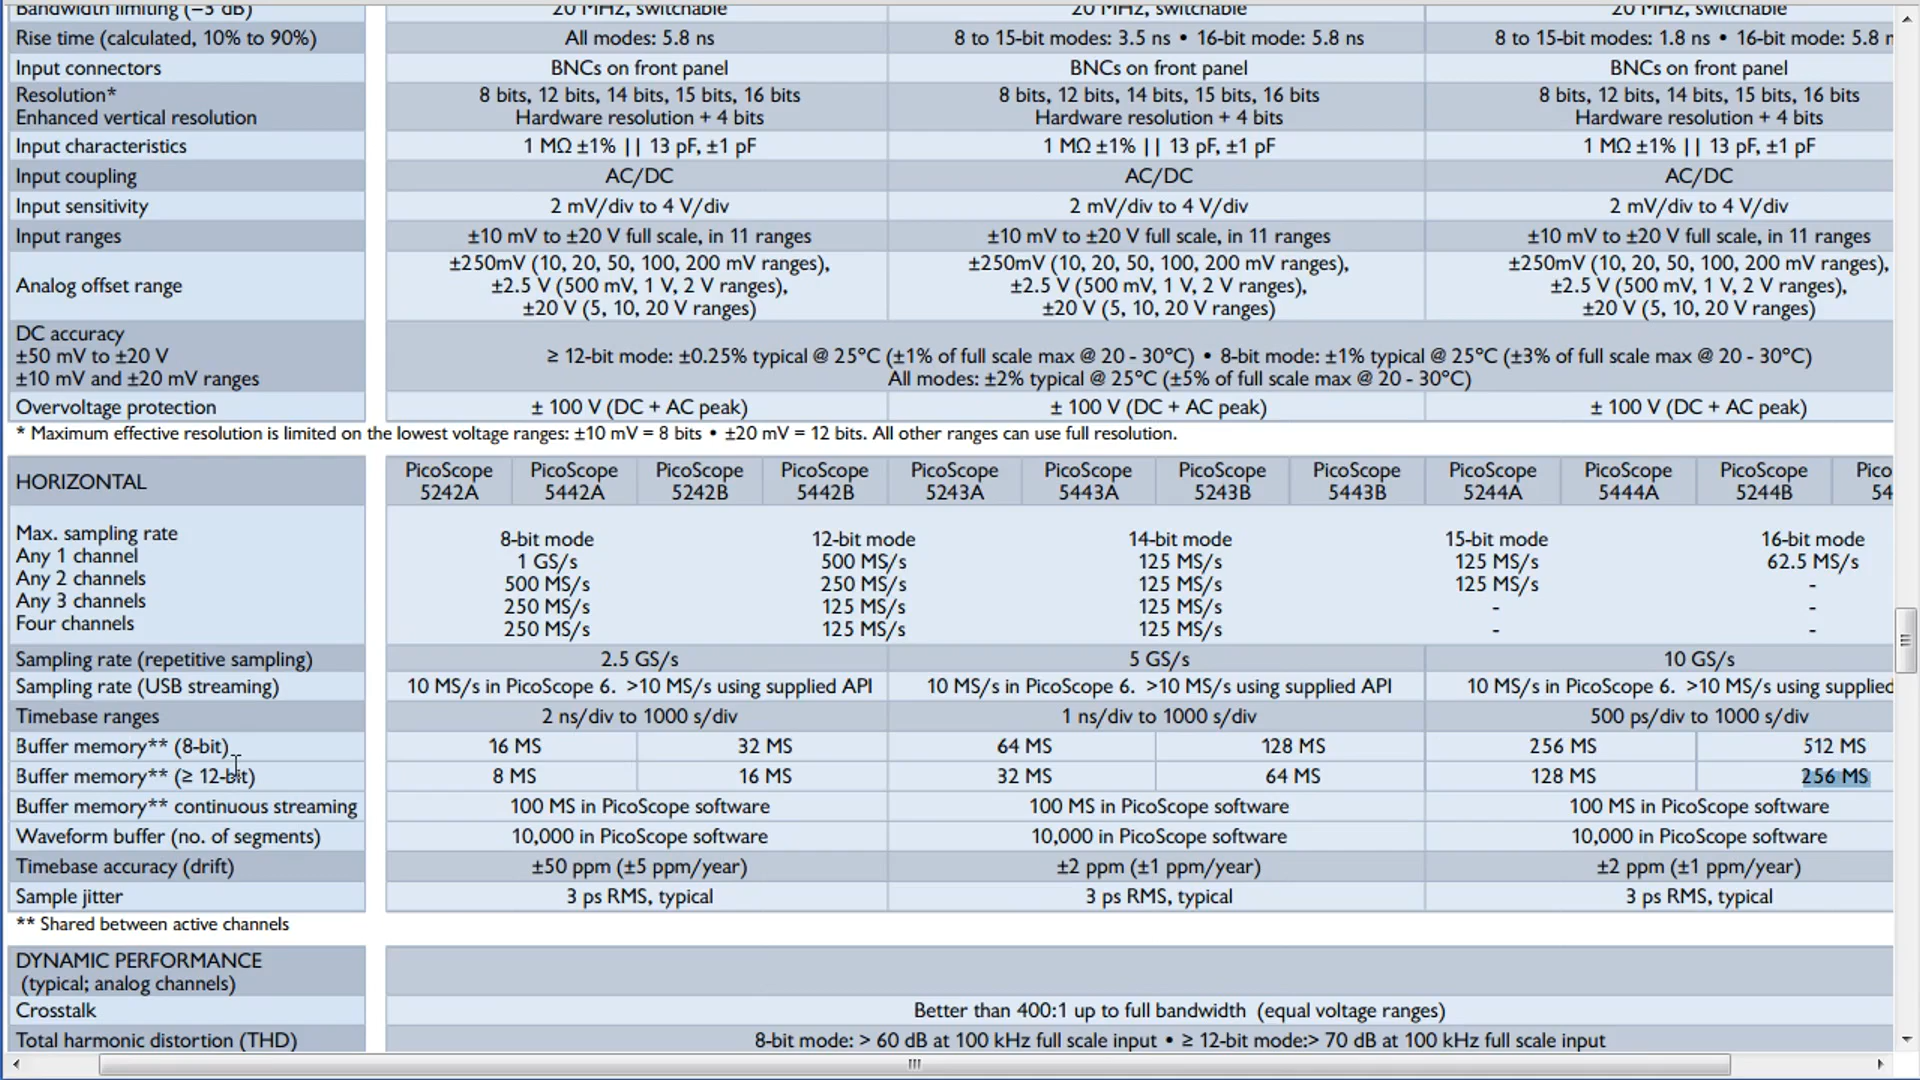 Bandwidth limiting (−3 dB) 20 MHz, switchable 20 MHz, switchable 20 MHz, switchable
Rise time (calculated, 10% to 90%) All modes: 5.8 ns 8 to 15-bit modes: 3.5 ns • 16-bit mode: 5.8 ns 8 to 15-bit modes: 1.8 ns • 16-bit mode: 5.8 n
Input connectors BNCs on front panel BNCs on front panel BNCs on front panel
Resolution* 8 bits, 12 bits, 14 bits, 15 bits, 16 bits 8 bits, 12 bits, 14 bits, 15 bits, 16 bits 8 bits, 12 bits, 14 bits, 15 bits, 16 bits
Enhanced vertical resolution Hardware resolution + 4 bits Hardware resolution + 4 bits Hardware resolution + 4 bits
Input characteristics 1 MΩ ±1% || 13 pF, ±1 pF 1 MΩ ±1% || 13 pF, ±1 pF 1 MΩ ±1% || 13 pF, ±1 pF
Input coupling AC/DC AC/DC AC/DC
Input sensitivity 2 mV/div to 4 V/div 2 mV/div to 4 V/div 2 mV/div to 4 V/div
Input ranges ±10 mV to ±20 V full scale, in 11 ranges ±10 mV to ±20 V full scale, in 11 ranges ±10 mV to ±20 V full scale, in 11 ranges
±250mV (10, 20, 50, 100, 200 mV ranges), ±250mV (10, 20, 50, 100, 200 mV ranges), ±250mV (10, 20, 50, 100, 200 mV ranges),
Analog offset range ±2.5 V (500 mV, 1 V, 2 V ranges), ±2.5 V (500 mV, 1 V, 2 V ranges), ±2.5 V (500 mV, 1 V, 2 V ranges),
±20 V (5, 10, 20 V ranges) ±20 V (5, 10, 20 V ranges) ±20 V (5, 10, 20 V ranges)
DC accuracy
±50 mV to ±20 V ≥ 12-bit mode: ±0.25% typical @ 25°C (±1% of full scale max @ 20 - 30°C) • 8-bit mode: ±1% typical @ 25°C (±3% of full scale max @ 20 - 30°C)
±10 mV and ±20 mV ranges All modes: ±2% typical @ 25°C (±5% of full scale max @ 20 - 30°C)
Overvoltage protection ± 100 V (DC + AC peak) ± 100 V (DC + AC peak) ± 100 V (DC + AC peak)
* Maximum effective resolution is limited on the lowest voltage ranges: ±10 mV = 8 bits • ±20 mV = 12 bits. All other ranges can use full resolution.
HORIZONTAL PicoScope 5242A PicoScope 5442A PicoScope 5242B PicoScope 5442B PicoScope 5243A PicoScope 5443A PicoScope 5243B PicoScope 5443B PicoScope 5244A PicoScope 5444A PicoScope 5244B Pico 54
Max. sampling rate 8-bit mode 12-bit mode 14-bit mode 15-bit mode 16-bit mode
Any 1 channel 1 GS/s 500 MS/s 125 MS/s 125 MS/s 62.5 MS/s
Any 2 channels 500 MS/s 250 MS/s 125 MS/s 125 MS/s -
Any 3 channels 250 MS/s 125 MS/s 125 MS/s - -
Four channels 250 MS/s 125 MS/s 125 MS/s - -
Sampling rate (repetitive sampling) 2.5 GS/s 5 GS/s 10 GS/s
Sampling rate (USB streaming) 10 MS/s in PicoScope 6. >10 MS/s using supplied API 10 MS/s in PicoScope 6. >10 MS/s using supplied API 10 MS/s in PicoScope 6. >10 MS/s using supplied
Timebase ranges 2 ns/div to 1000 s/div 1 ns/div to 1000 s/div 500 ps/div to 1000 s/div
Buffer memory** (8-bit) 16 MS 32 MS 64 MS 128 MS 256 MS 512 MS
Buffer memory** (≥ 12-bit) 8 MS 16 MS 32 MS 64 MS 128 MS 256 MS
Buffer memory** continuous streaming 100 MS in PicoScope software 100 MS in PicoScope software 100 MS in PicoScope software
Waveform buffer (no. of segments) 10,000 in PicoScope software 10,000 in PicoScope software 10,000 in PicoScope software
Timebase accuracy (drift) ±50 ppm (±5 ppm/year) ±2 ppm (±1 ppm/year) ±2 ppm (±1 ppm/year)
Sample jitter 3 ps RMS, typical 3 ps RMS, typical 3 ps RMS, typical
** Shared between active channels
DYNAMIC PERFORMANCE
(typical; analog channels)
Crosstalk Better than 400:1 up to full bandwidth (equal voltage ranges)
Total harmonic distortion (THD) 8-bit mode: > 60 dB at 100 kHz full scale input • ≥ 12-bit mode:> 70 dB at 100 kHz full scale input